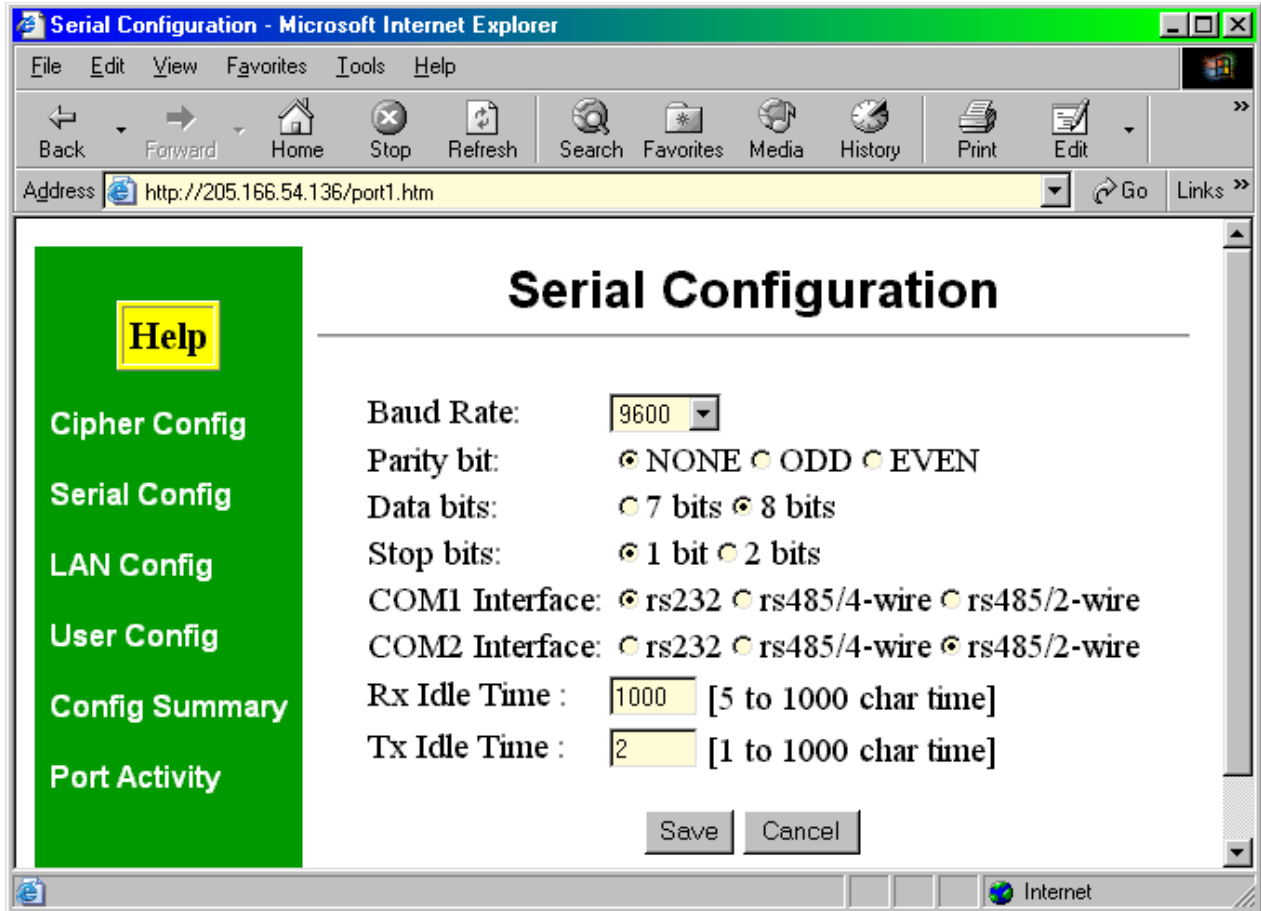 Serial Configuration - Microsoft Internet Explorer
File Edit View Favorites Tools Help
Back Forward Home Stop Refresh Search Favorites Media History Print Edit »
Address http://205.166.54.136/port1.htm Go Links »
Help
Cipher Config
Serial Config
LAN Config
User Config
Config Summary
Port Activity
Serial Configuration
Baud Rate: 9600
Parity bit: NONE ODD EVEN
Data bits: 7 bits 8 bits
Stop bits: 1 bit 2 bits
COM1 Interface: rs232 rs485/4-wire rs485/2-wire
COM2 Interface: rs232 rs485/4-wire rs485/2-wire
Rx Idle Time : 1000 [5 to 1000 char time]
Tx Idle Time : 2 [1 to 1000 char time]
Save Cancel
Internet